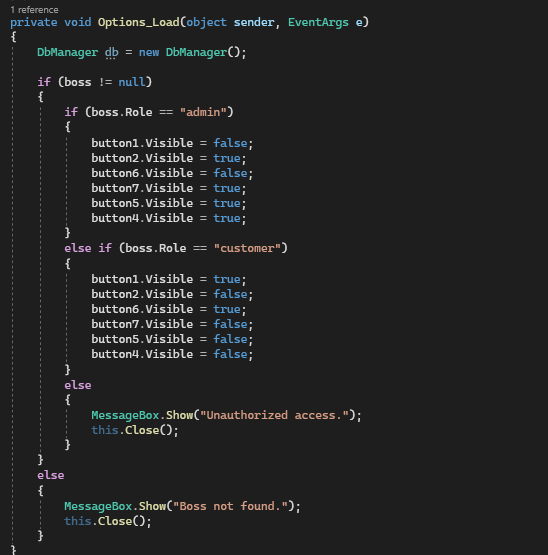 1 reference
private void Options_Load(object sender, EventArgs e)
{
    DbManager db = new DbManager();

    if (boss != null)
    {
        if (boss.Role == "admin")
        {
            button1.Visible = false;
            button2.Visible = true;
            button6.Visible = false;
            button7.Visible = true;
            button5.Visible = true;
            button4.Visible = true;
        }
        else if (boss.Role == "customer")
        {
            button1.Visible = true;
            button2.Visible = false;
            button6.Visible = true;
            button7.Visible = false;
            button5.Visible = false;
            button4.Visible = false;
        }
        else
        {
            MessageBox.Show("Unauthorized access.");
            this.Close();
        }
    }
    else
    {
        MessageBox.Show("Boss not found.");
        this.Close();
    }
}